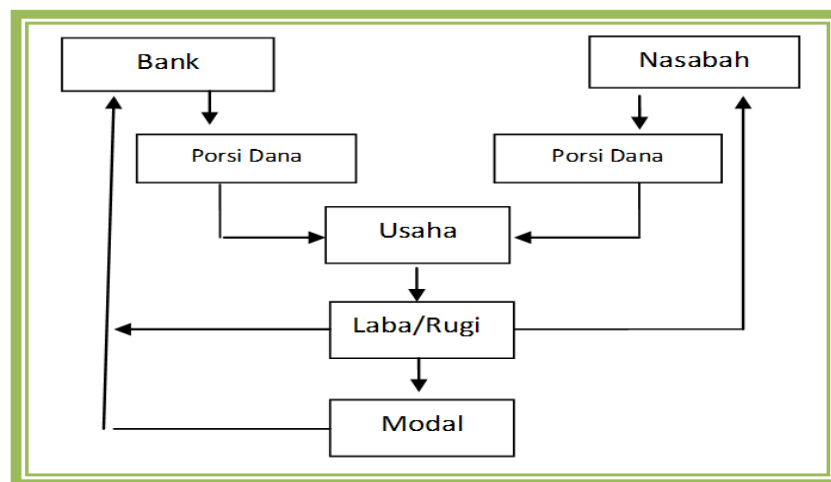 Bank
Nasabah
Porsi Dana
Porsi Dana
Usaha
Laba/Rugi
Modal